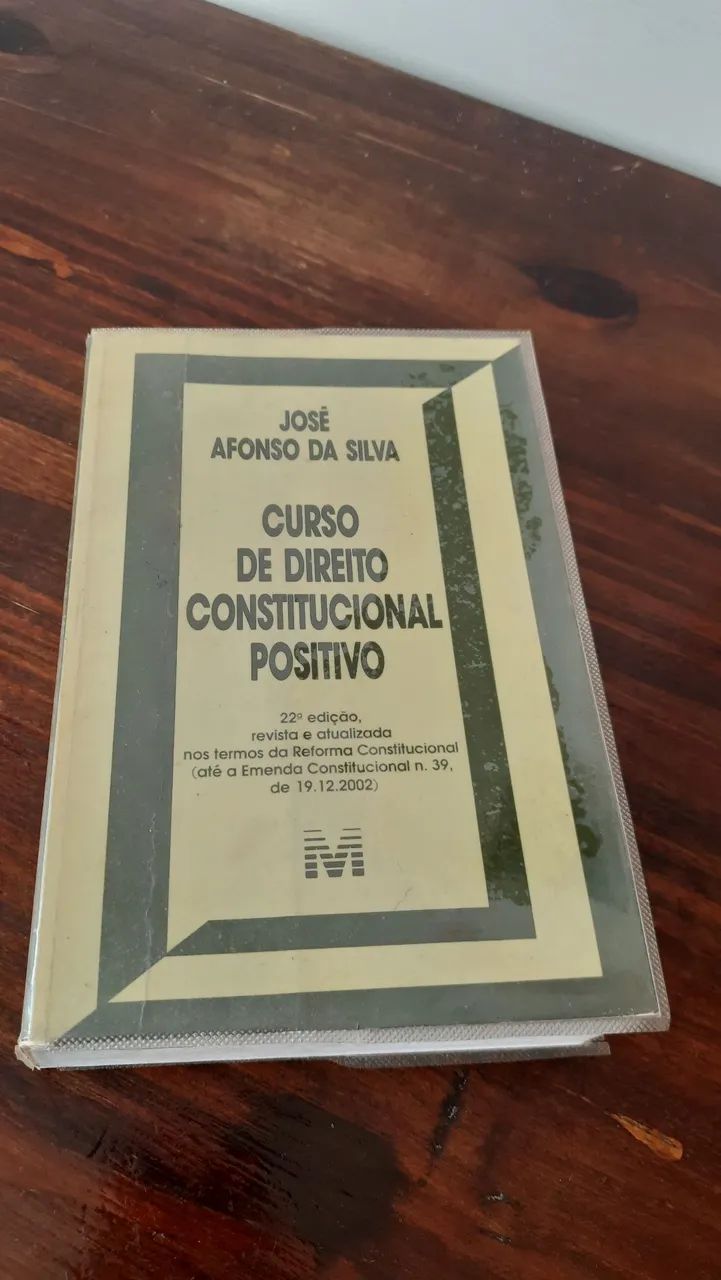 JOSÉ
AFONSO DA SILVA
CURSO
DE DIREITO
CONSTITUCIONAL
POSITIVO
22ª edição,
revista e atualizada
nos termos da Reforma Constitucional
(até a Emenda Constitucional n. 39,
de 19.12.2002)
M